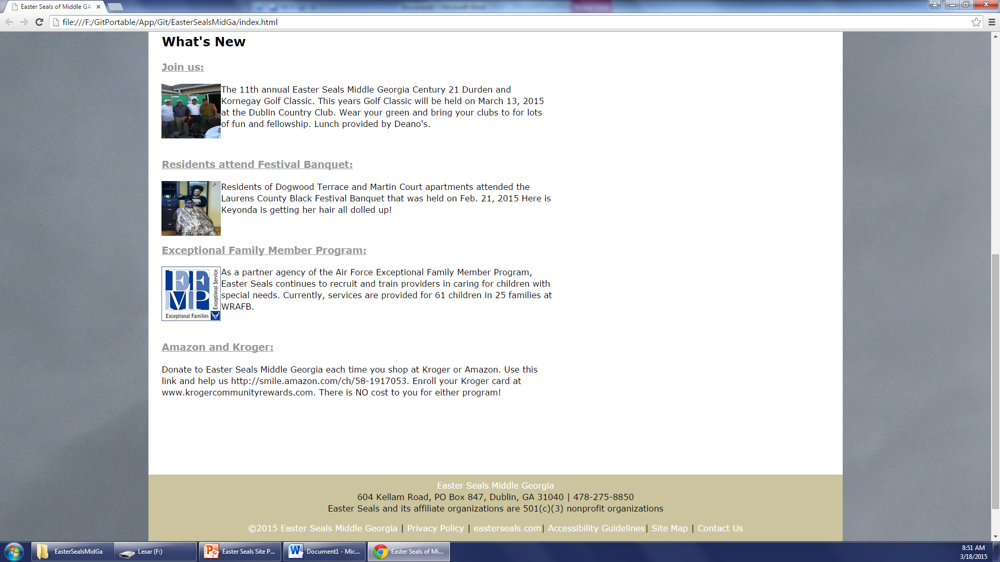 Easter Seals of Middle GA
file:///F:/GitPortable/App/Git/EasterSealsMidGa/index.html
What's New
Join us:
The 11th annual Easter Seals Middle Georgia Century 21 Durden and
Kornegay Golf Classic. This years Golf Classic will be held on March 13, 2015
at the Dublin Country Club. Wear your green and bring your clubs to for lots
of fun and fellowship. Lunch provided by Deano's.
Residents attend Festival Banquet:
Residents of Dogwood Terrace and Martin Court apartments attended the
Laurens County Black Festival Banquet that was held on Feb. 21, 2015 Here is
Keyonda is getting her hair all dolled up!
Exceptional Family Member Program:
EF
MP
Exceptional Service
Exceptional Families
As a partner agency of the Air Force Exceptional Family Member Program,
Easter Seals continues to recruit and train providers in caring for children with
special needs. Currently, services are provided for 61 children in 25 families at
WRAFB.
Amazon and Kroger:
Donate to Easter Seals Middle Georgia each time you shop at Kroger or Amazon. Use this
link and help us http://smile.amazon.com/ch/58-1917053. Enroll your Kroger card at
www.krogercommunityrewards.com. There is NO cost to you for either program!
Easter Seals Middle Georgia
604 Kellam Road, PO Box 847, Dublin, GA 31040 | 478-275-8850
Easter Seals and its affiliate organizations are 501(c)(3) nonprofit organizations
©2015 Easter Seals Middle Georgia | Privacy Policy | easterseals.com| Accessibility Guidelines| Site Map | Contact Us
EasterSealsMidGa
Lexar (F:)
Easter Seals Site P...
Document1 - Mic...
Easter Seals of Mi...
8:51 AM
3/18/2015